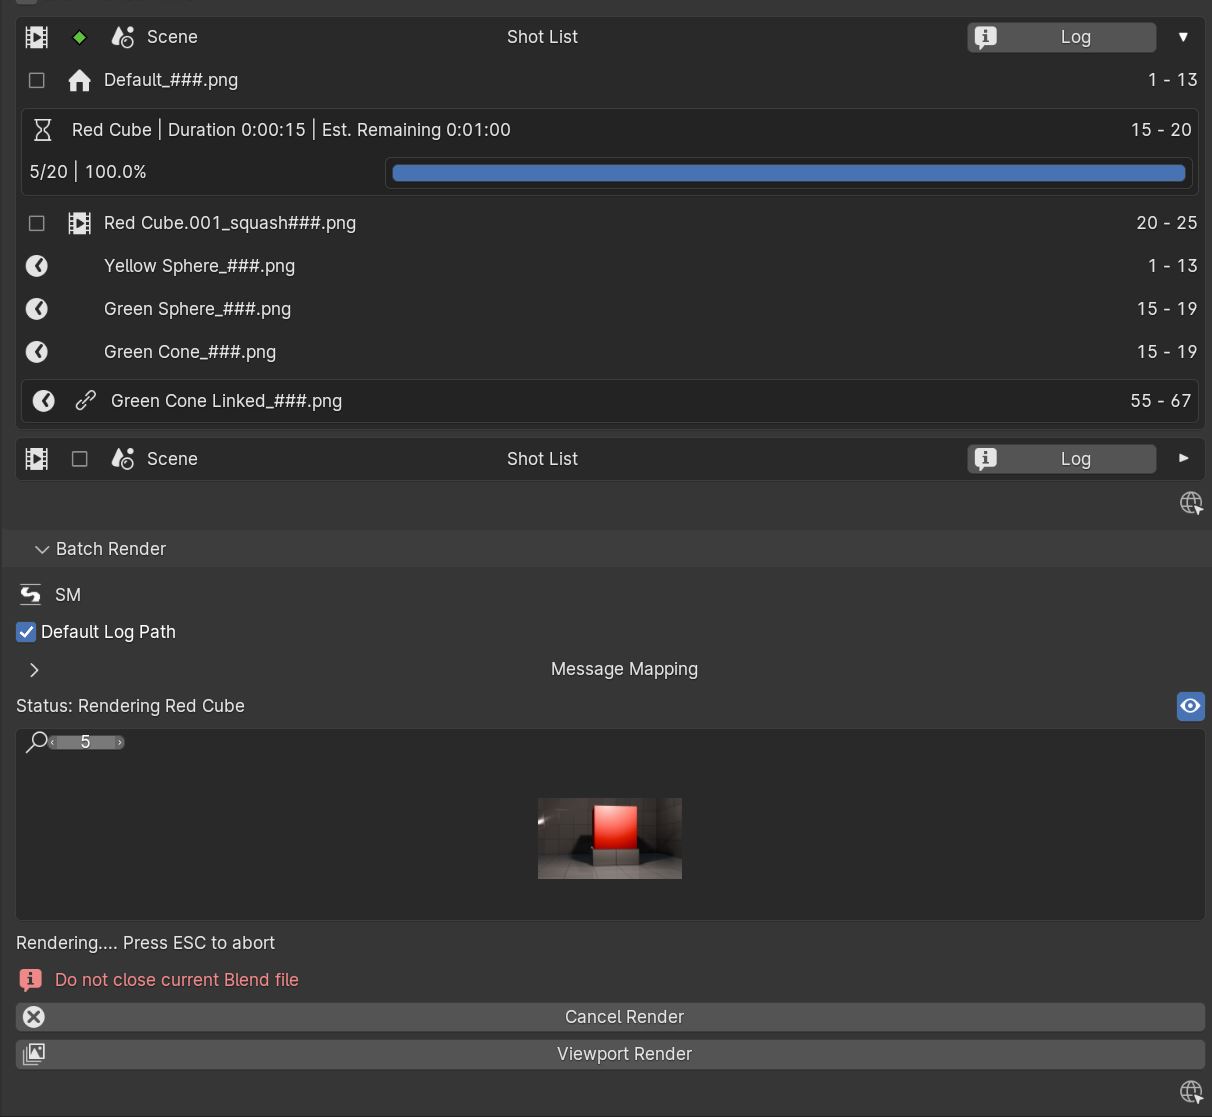 Scene Shot List Log
Default_###.png 1 - 13
Red Cube | Duration 0:00:15 | Est. Remaining 0:01:00 15 - 20
5/20 | 100.0%
Red Cube.001_squash###.png 20 - 25
Yellow Sphere_###.png 1 - 13
Green Sphere_###.png 15 - 19
Green Cone_###.png 15 - 19
Green Cone Linked_###.png 55 - 67
Scene Shot List Log
Batch Render
SM
Default Log Path
Message Mapping
Status: Rendering Red Cube
5
Rendering.... Press ESC to abort
Do not close current Blend file
Cancel Render
Viewport Render